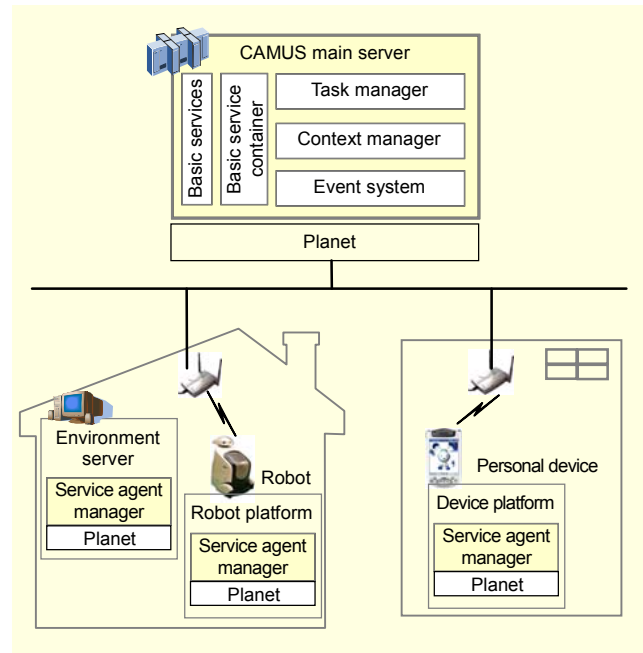 CAMUS main server
Basic services
Basic service
container
Task manager
Context manager
Event system
Planet
Environment
server
Service agent
manager
Planet
Robot
Robot platform
Service agent
manager
Planet
Personal device
Device platform
Service agent
manager
Planet